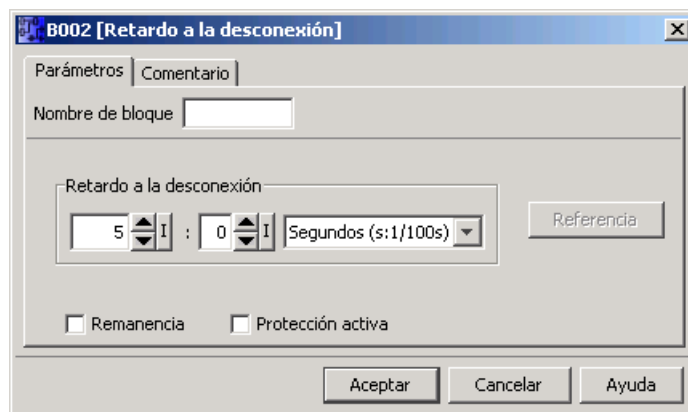 B002 [Retardo a la desconexión]
Parámetros Comentario
Nombre de bloque
Retardo a la desconexión
5 I : 0 I Segundos (s:1/100s)
Referencia
Remanencia Protección activa
Aceptar Cancelar Ayuda